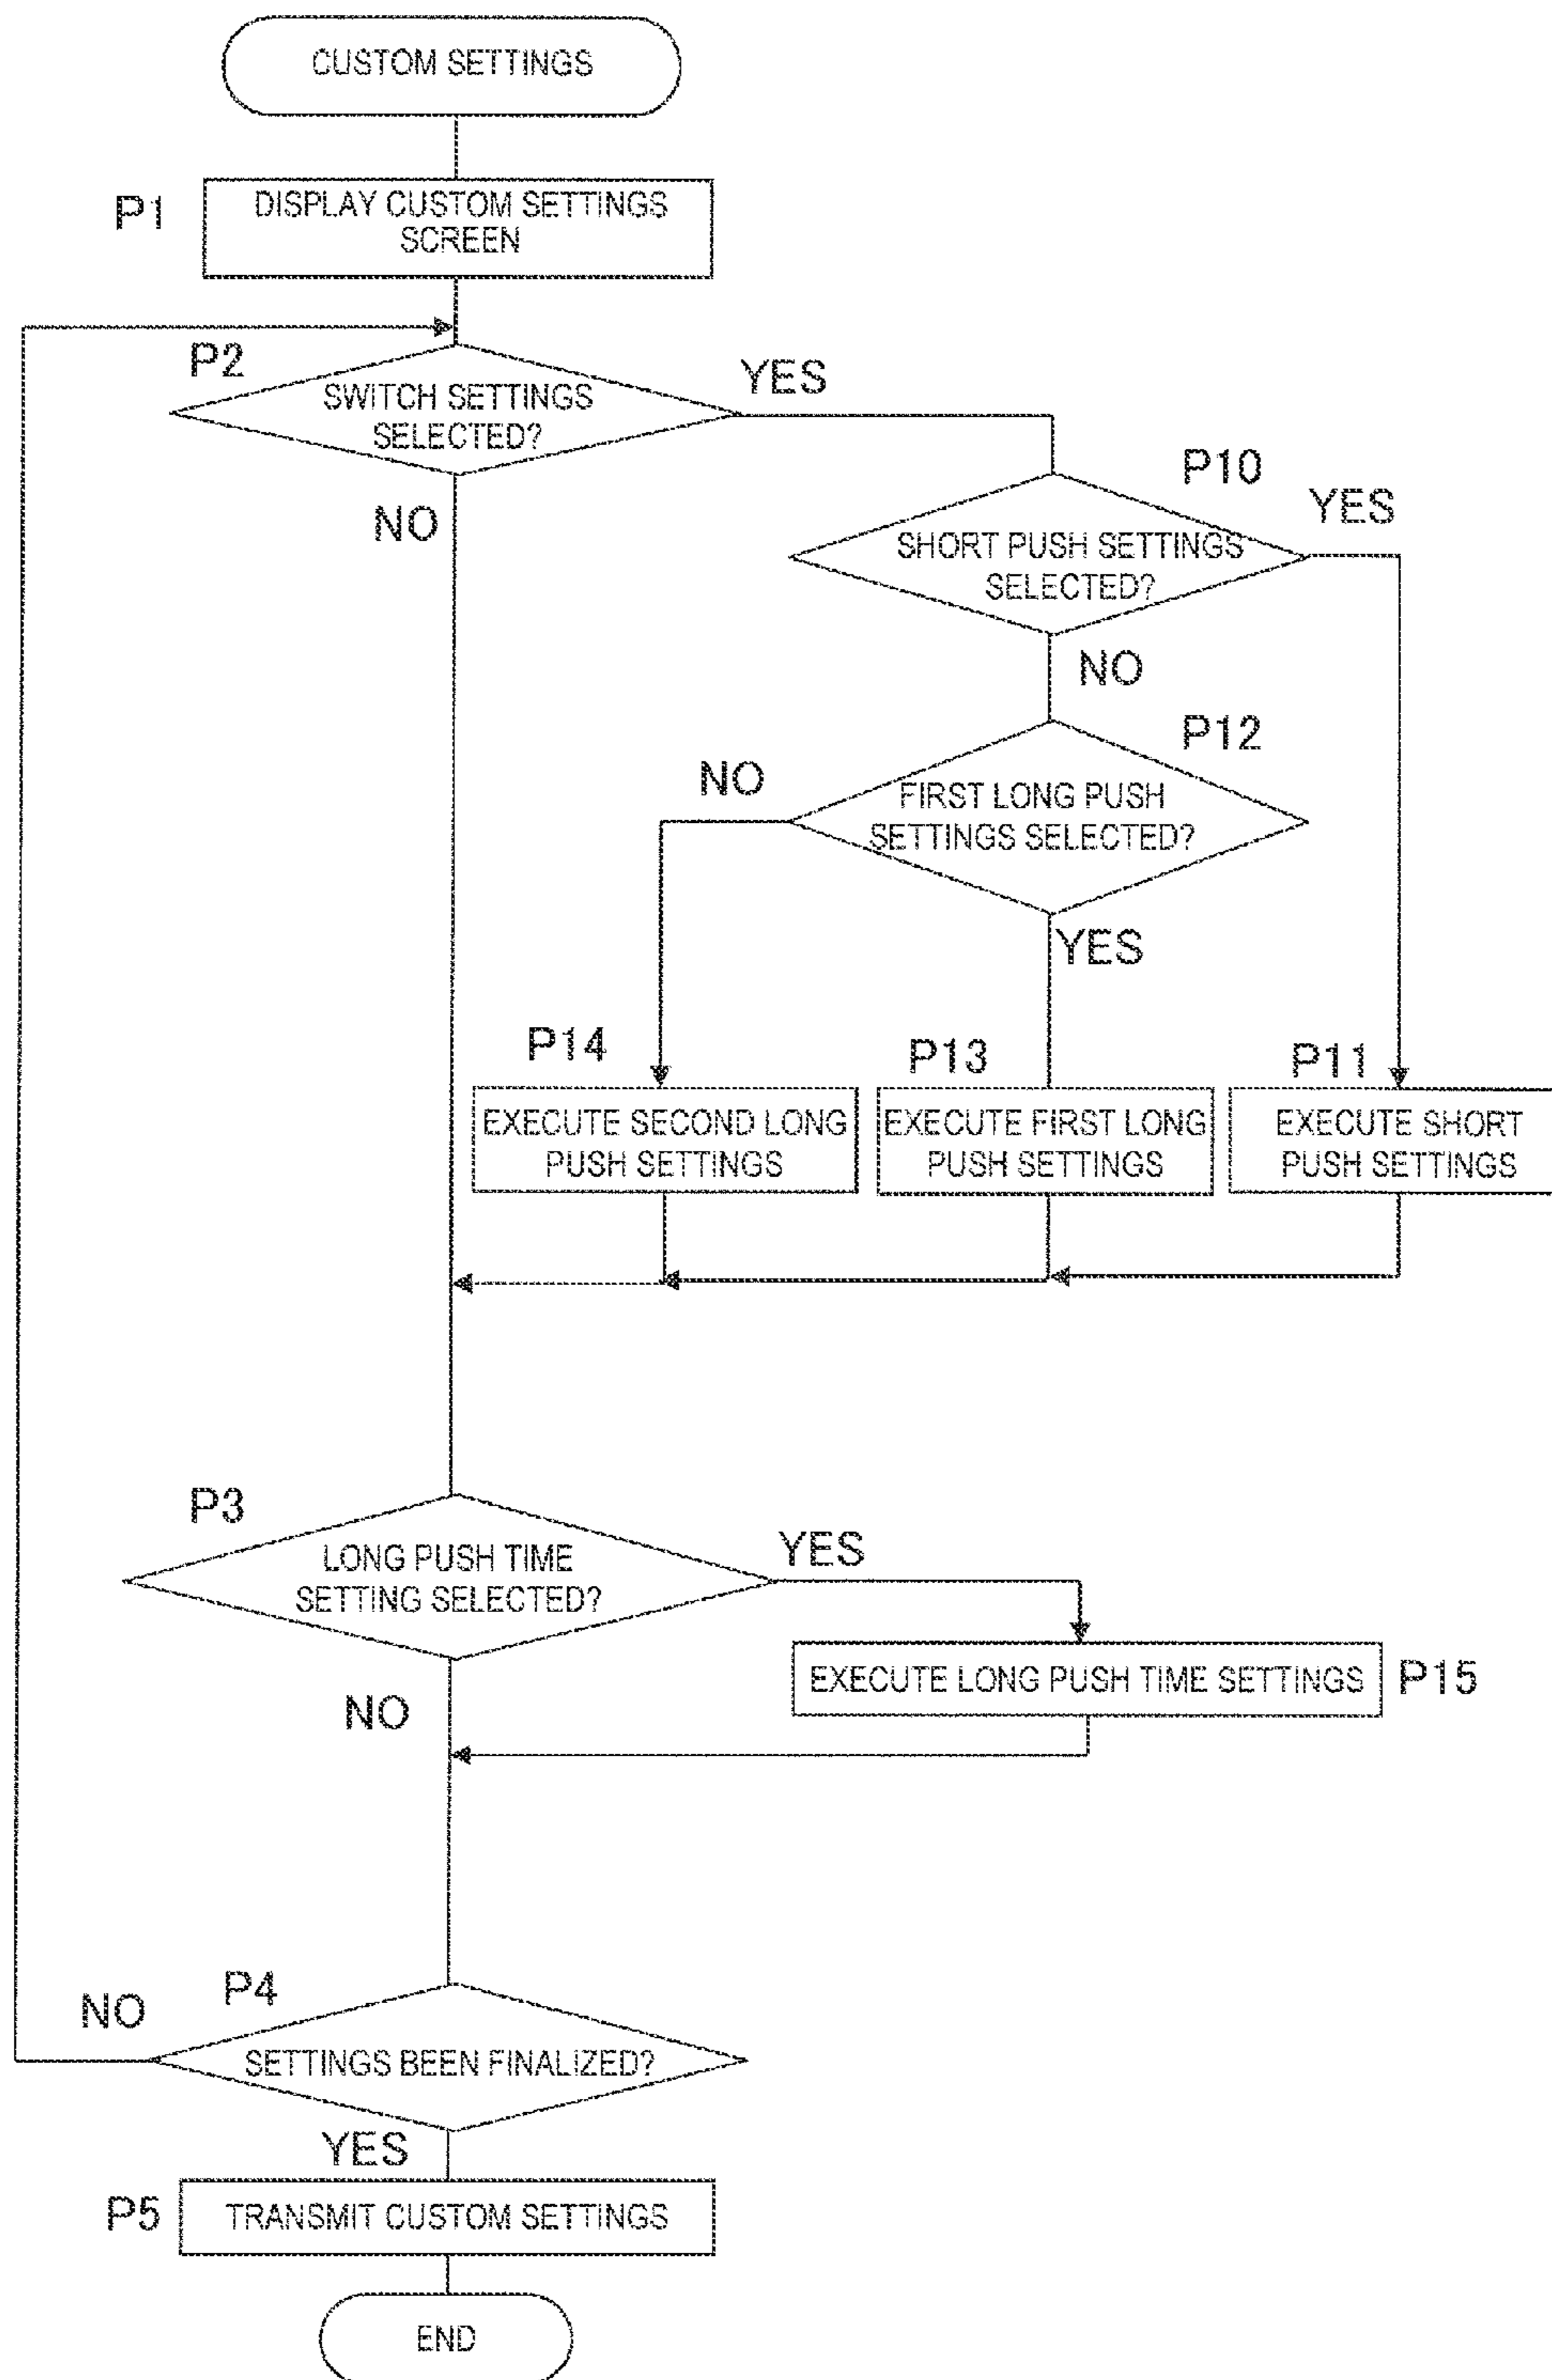 CUSTOM SETTINGS
P1
DISPLAY CUSTOM SETTINGS
SCREEN
P2
SWITCH SETTINGS
SELECTED?
YES
NO
P10
SHORT PUSH SETTINGS
SELECTED?
YES
NO
P12
FIRST LONG PUSH
SETTINGS SELECTED?
NO
YES
P14
EXECUTE SECOND LONG
PUSH SETTINGS
P13
EXECUTE FIRST LONG
PUSH SETTINGS
P11
EXECUTE SHORT
PUSH SETTINGS
P3
LONG PUSH TIME
SETTING SELECTED?
YES
NO
EXECUTE LONG PUSH TIME SETTINGS
P15
P4
SETTINGS BEEN FINALIZED?
NO
YES
P5
TRANSMIT CUSTOM SETTINGS
END